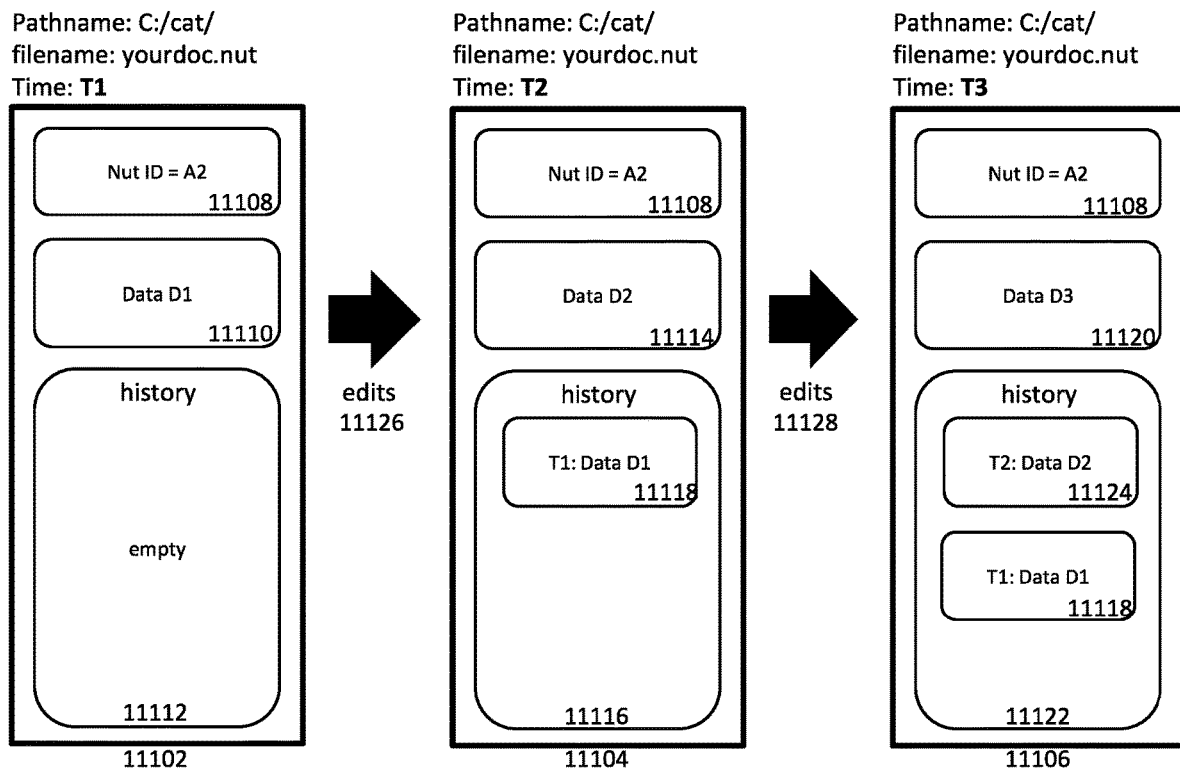 Pathname: C:/cat/
filename: yourdoc.nut
Time: T1
Nut ID = A2
11108
Data D1
11110
history
empty
11112
11102
edits
11126
Pathname: C:/cat/
filename: yourdoc.nut
Time: T2
Nut ID = A2
11108
Data D2
11114
history
T1: Data D1
11118
11116
11104
edits
11128
Pathname: C:/cat/
filename: yourdoc.nut
Time: T3
Nut ID = A2
11108
Data D3
11120
history
T2: Data D2
11124
T1: Data D1
11118
11122
11106